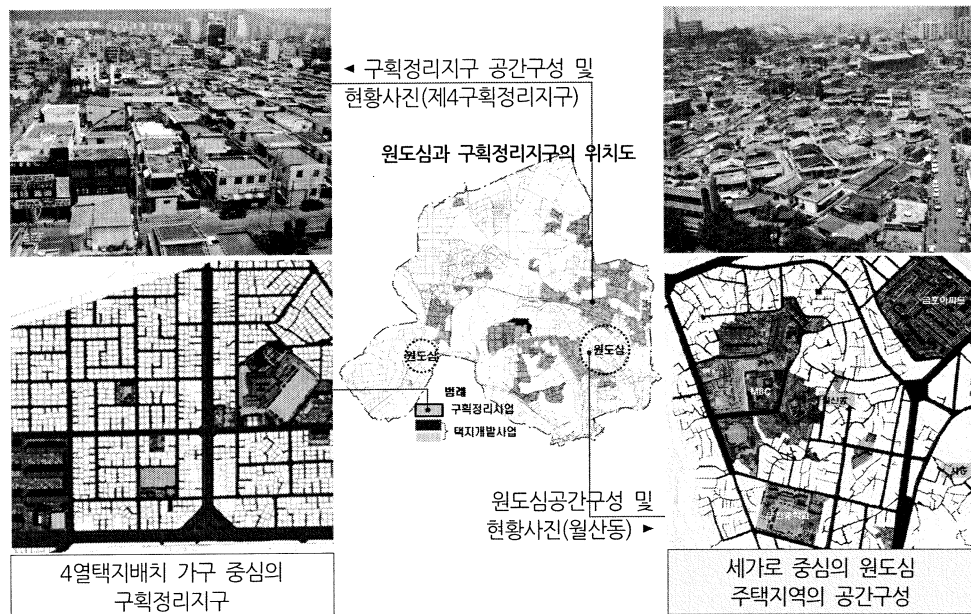 ◄ 구획정리지구 공간구성 및
현황사진(제4구획정리지구)
원도심과 구획정리지구의 위치도
원도심
원도심
범례
구획정리사업
택지개발사업
원도심공간구성 및
현황사진(월산동) ►
MBC
4열택지배치 가구 중심의
구획정리지구
세가로 중심의 원도심
주택지역의 공간구성